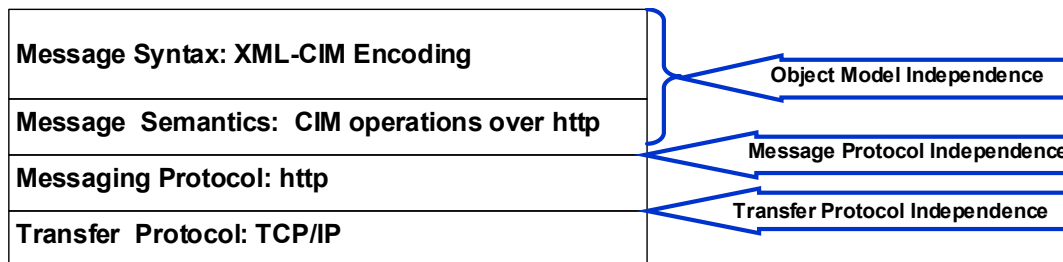 Message Syntax: XML-CIM Encoding
Object Model Independence
Message Semantics: CIM operations over http
Message Protocol Independence
Messaging Protocol: http
Transfer Protocol Independence
Transfer Protocol: TCP/IP